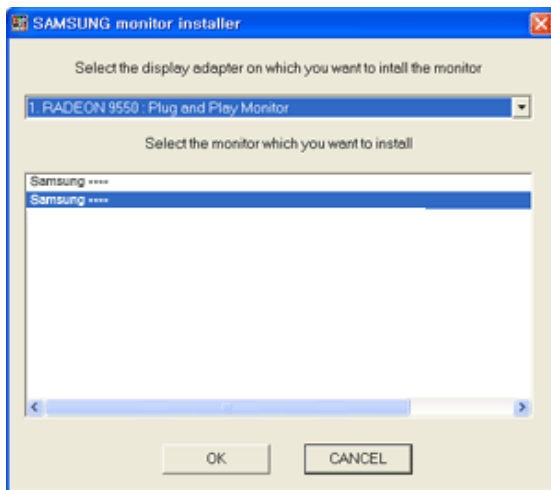 SAMSUNG monitor installer
Select the display adapter on which you want to intall the monitor
1. RADEON 9550 : Plug and Play Monitor
Select the monitor which you want to install
Samsung ----
Samsung ----
OK
CANCEL